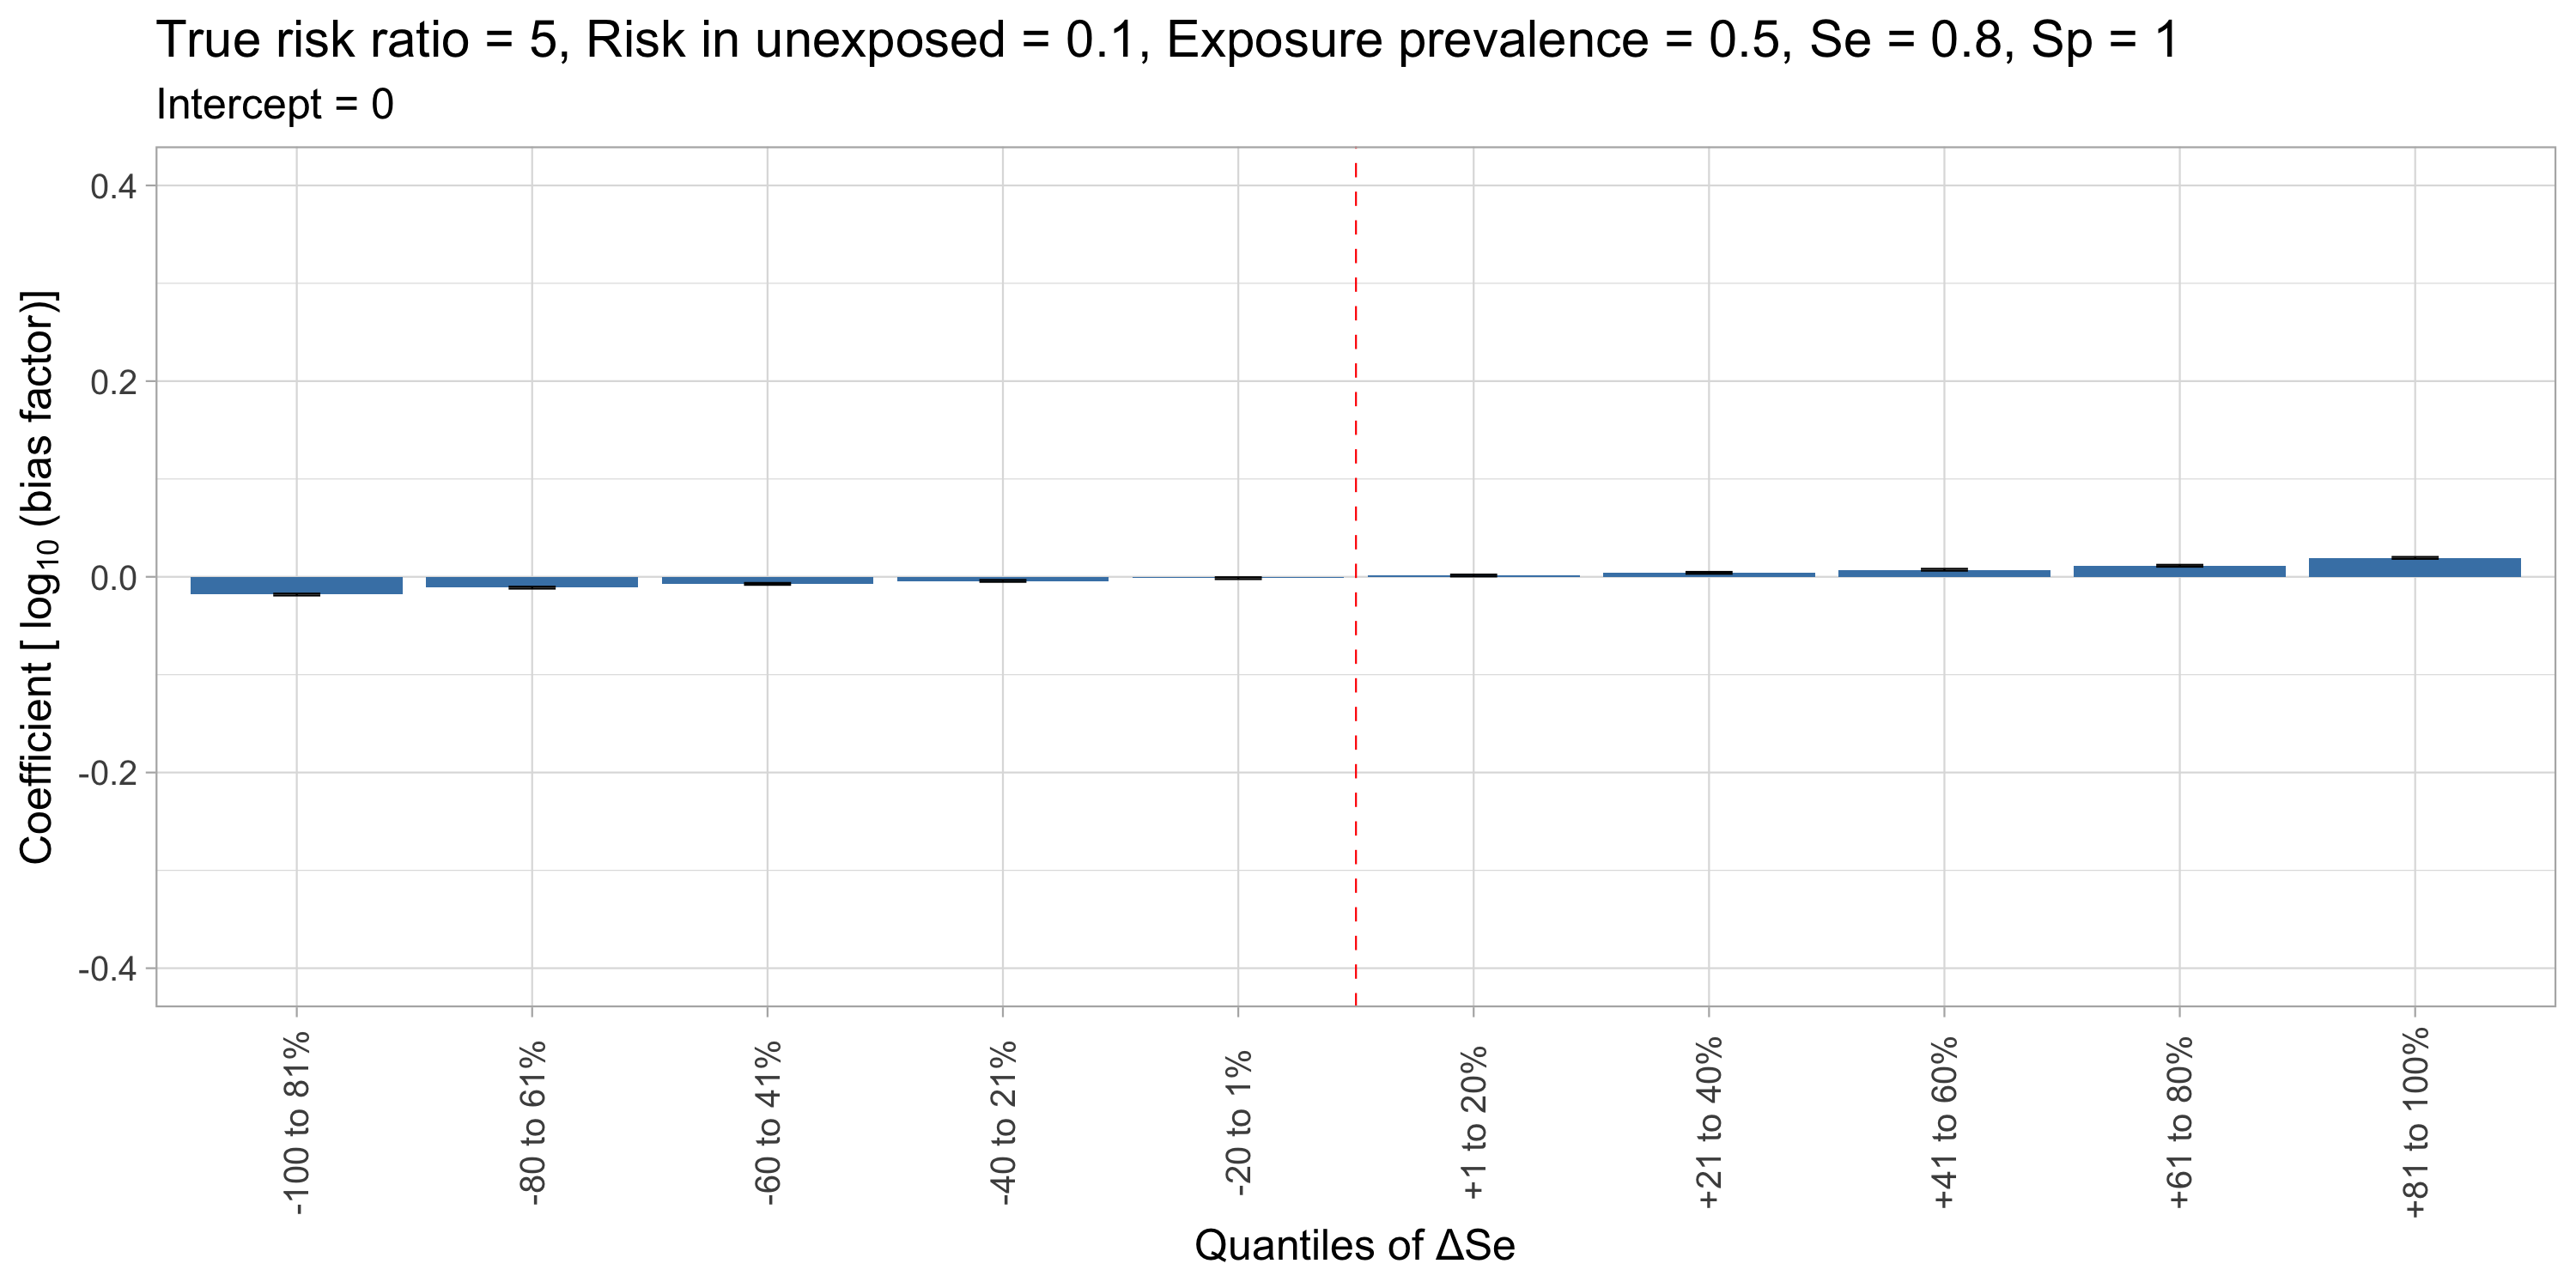 True risk ratio = 5, Risk in unexposed = 0.1, Exposure prevalence = 0.5, Se = 0.8, Sp = 1
Intercept = 0
Coefficient [ log₁₀ (bias factor)]
0.4
0.2
0.0
-0.2
-0.4
-100 to 81%
-80 to 61%
-60 to 41%
-40 to 21%
-20 to 1%
+1 to 20%
+21 to 40%
+41 to 60%
+61 to 80%
+81 to 100%
Quantiles of ΔSe